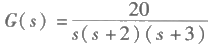 G(s) = 20 / s(s+2)(s+3)